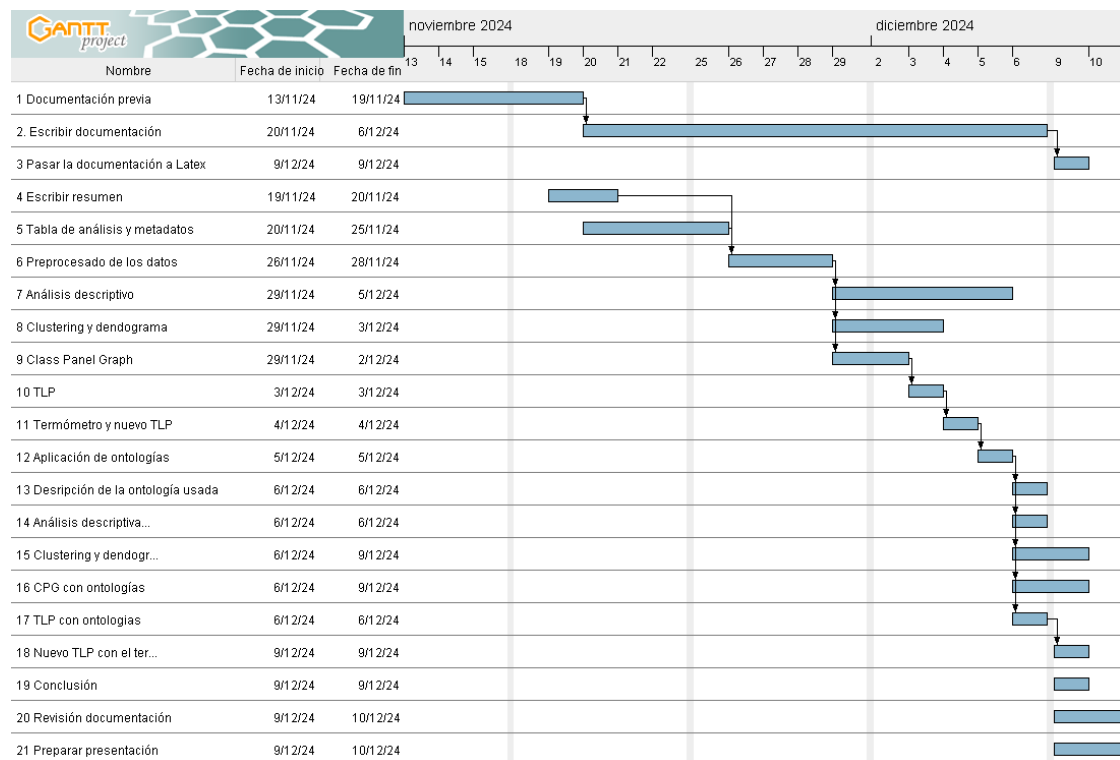 GANTT
project
noviembre 2024 diciembre 2024
13 14 15 18 19 20 21 22 25 26 27 28 29 2 3 4 5 6 9 10
Nombre Fecha de inicio Fecha de fin
1 Documentación previa 13/11/24 19/11/24
2. Escribir documentación 20/11/24 6/12/24
3 Pasar la documentación a Latex 9/12/24 9/12/24
4 Escribir resumen 19/11/24 20/11/24
5 Tabla de análisis y metadatos 20/11/24 25/11/24
6 Preprocesado de los datos 26/11/24 28/11/24
7 Análisis descriptivo 29/11/24 5/12/24
8 Clustering y dendograma 29/11/24 3/12/24
9 Class Panel Graph 29/11/24 2/12/24
10 TLP 3/12/24 3/12/24
11 Termómetro y nuevo TLP 4/12/24 4/12/24
12 Aplicación de ontologías 5/12/24 5/12/24
13 Desripción de la ontología usada 6/12/24 6/12/24
14 Análisis descriptiva... 6/12/24 6/12/24
15 Clustering y dendogr... 6/12/24 9/12/24
16 CPG con ontologías 6/12/24 9/12/24
17 TLP con ontologias 6/12/24 6/12/24
18 Nuevo TLP con el ter... 9/12/24 9/12/24
19 Conclusión 9/12/24 9/12/24
20 Revisión documentación 9/12/24 10/12/24
21 Preparar presentación 9/12/24 10/12/24